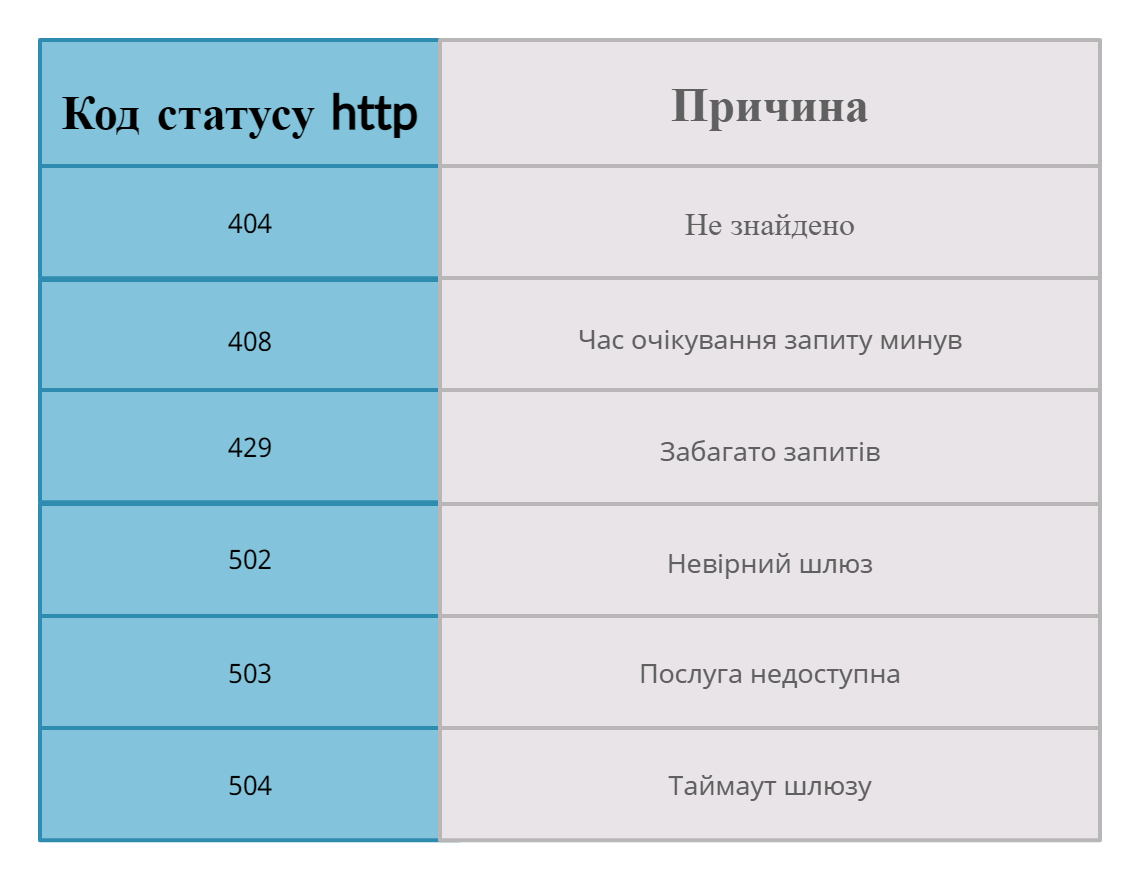 Код статусу http
Причина
404
Не знайдено
408
Час очікування запиту минув
429
Забагато запитів
502
Невірний шлюз
503
Послуга недоступна
504
Таймаут шлюзу